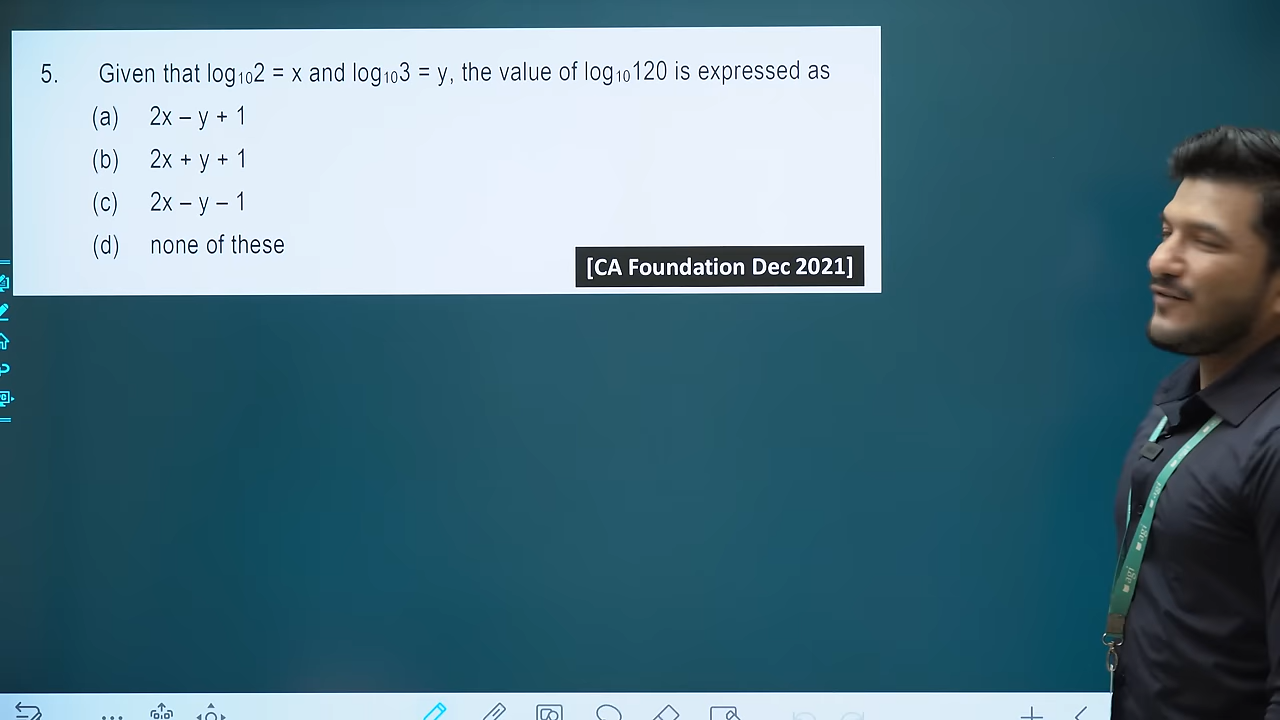 5. Given that log₁₀2 = x and log₁₀3 = y, the value of log₁₀120 is expressed as
(a) 2x – y + 1
(b) 2x + y + 1
(c) 2x – y – 1
(d) none of these
[CA Foundation Dec 2021]